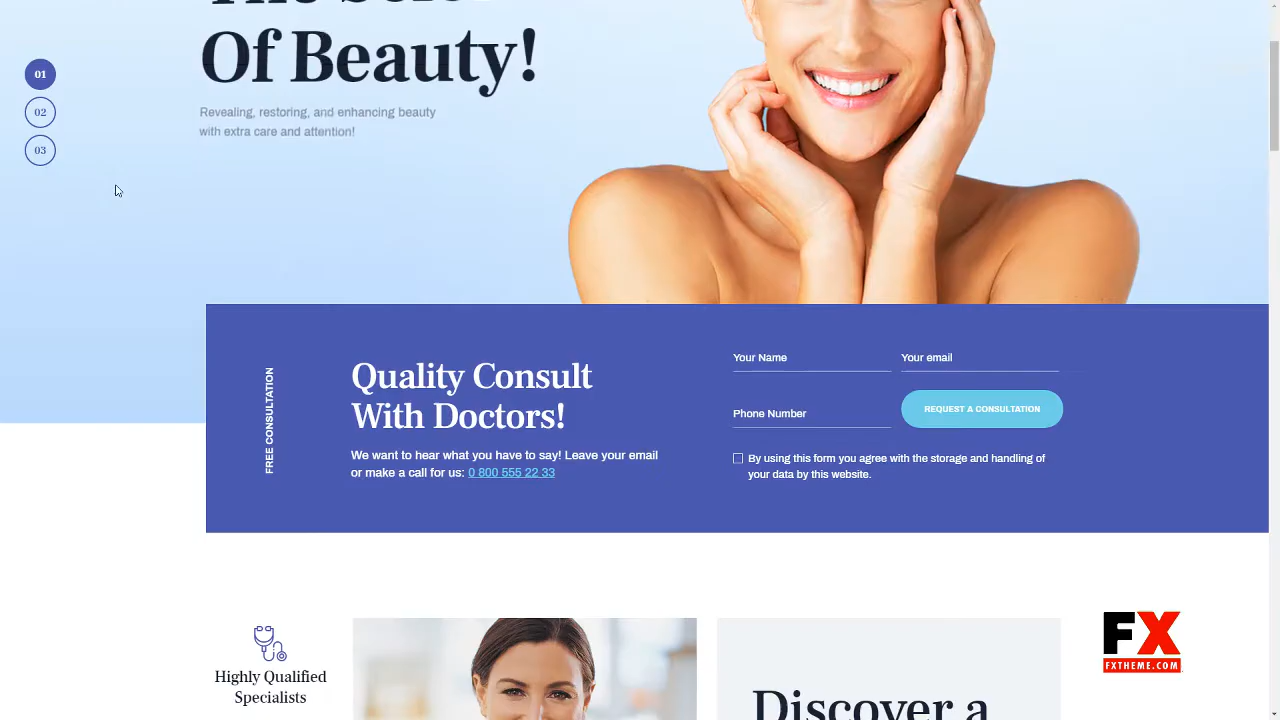 Of Beauty!
Revealing, restoring, and enhancing beauty
with extra care and attention!
01
02
03
FREE CONSULTATION
Quality Consult
With Doctors!
We want to hear what you have to say! Leave your email
or make a call for us: 0 800 555 22 33
Your Name
Your email
Phone Number
REQUEST A CONSULTATION
By using this form you agree with the storage and handling of
your data by this website.
Highly Qualified
Specialists
Discover a
FX
FXTHEME.COM